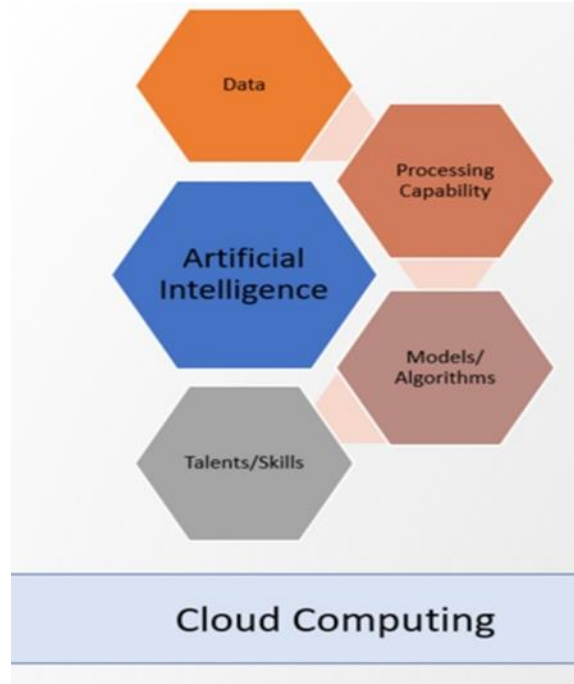 Data
Processing
Capability
Artificial
Intelligence
Models/
Algorithms
Talents/Skills
Cloud Computing